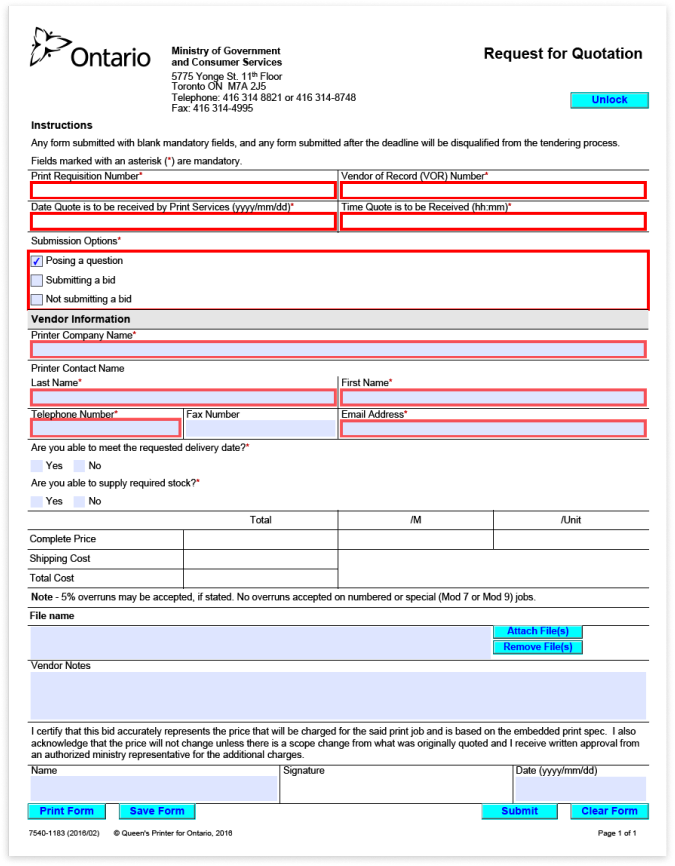 Ontario
Ministry of Government
and Consumer Services
5775 Yonge St. 11th Floor
Toronto ON M7A 2J5
Telephone: 416 314 8821 or 416 314-8748
Fax: 416 314-4995
Request for Quotation
Unlock
Instructions
Any form submitted with blank mandatory fields, and any form submitted after the deadline will be disqualified from the tendering process.
Fields marked with an asterisk (*) are mandatory.
Print Requisition Number* Vendor of Record (VOR) Number*
Date Quote is to be received by Print Services (yyyy/mm/dd)* Time Quote is to be Received (hh:mm)*
Submission Options*
Posing a question
Submitting a bid
Not submitting a bid
Vendor Information
Printer Company Name*
Printer Contact Name
Last Name* First Name*
Telephone Number* Fax Number Email Address*
Are you able to meet the requested delivery date?*
Yes No
Are you able to supply required stock?*
Yes No
Total /M /Unit
Complete Price
Shipping Cost
Total Cost
Note - 5% overruns may be accepted, if stated. No overruns accepted on numbered or special (Mod 7 or Mod 9) jobs.
File name
Attach File(s)
Remove File(s)
Vendor Notes
I certify that this bid accurately represents the price that will be charged for the said print job and is based on the embedded print spec. I also
acknowledge that the price will not change unless there is a scope change from what was originally quoted and I receive written approval from
an authorized ministry representative for the additional charges.
Name Signature Date (yyyy/mm/dd)
Print Form Save Form Submit Clear Form
7540-1183 (2016/02) © Queen's Printer for Ontario, 2016 Page 1 of 1